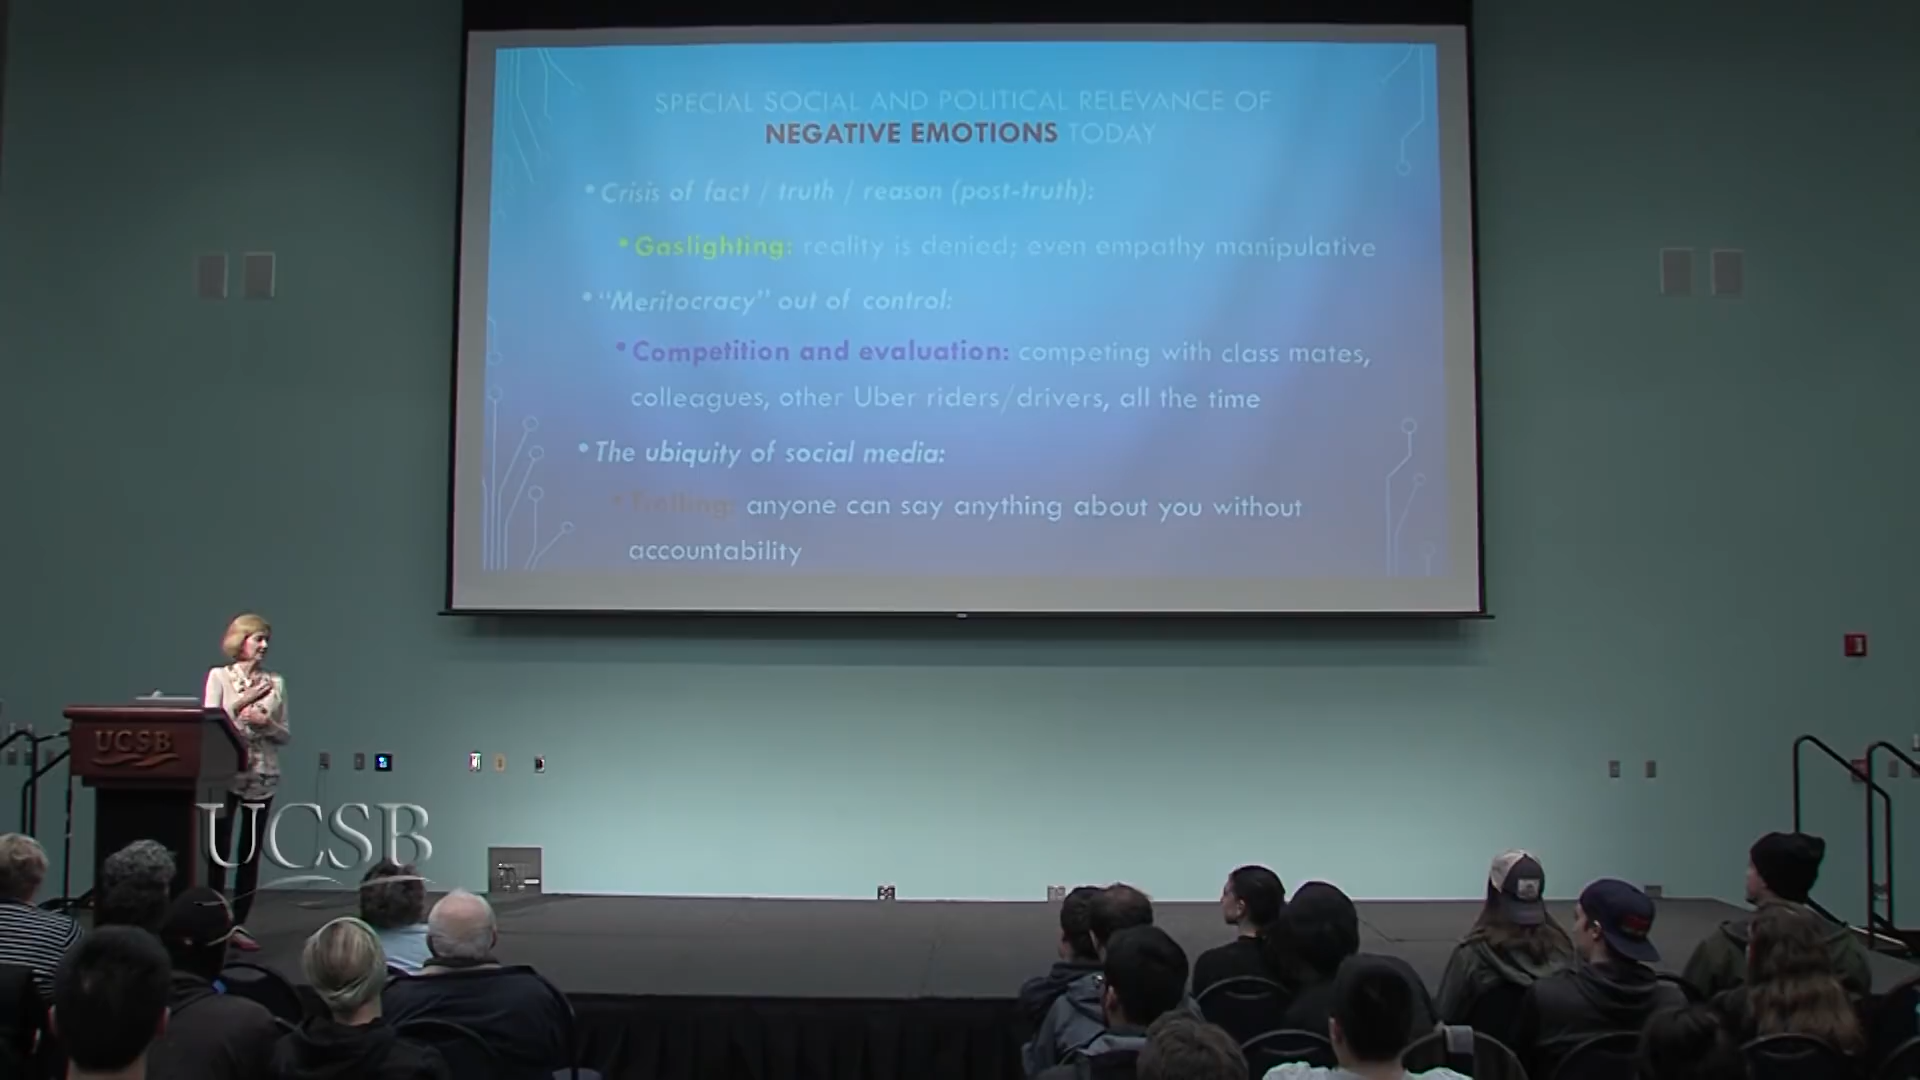 SPECIAL SOCIAL AND POLITICAL RELEVANCE OF
NEGATIVE EMOTIONS TODAY
• Crisis of fact / truth / reason (post-truth):
• Gaslighting: reality is denied; even empathy manipulative
• "Meritocracy" out of control:
• Competition and evaluation: competing with class mates,
colleagues, other Uber riders/drivers, all the time
• The ubiquity of social media:
• Trolling: anyone can say anything about you without
accountability
UCSB
UCSB